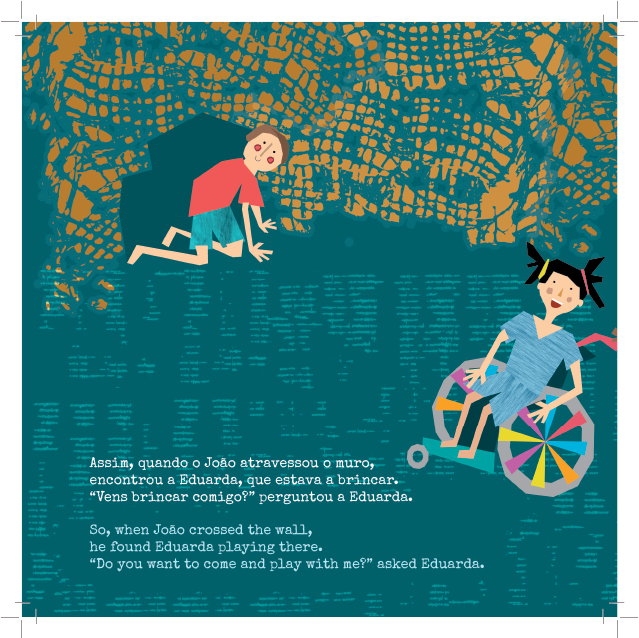 Assim, quando o João atravessou o muro,
encontrou a Eduarda, que estava a brincar.
“Vens brincar comigo?” perguntou a Eduarda.
So, when João crossed the wall,
he found Eduarda playing there.
“Do you want to come and play with me?” asked Eduarda.